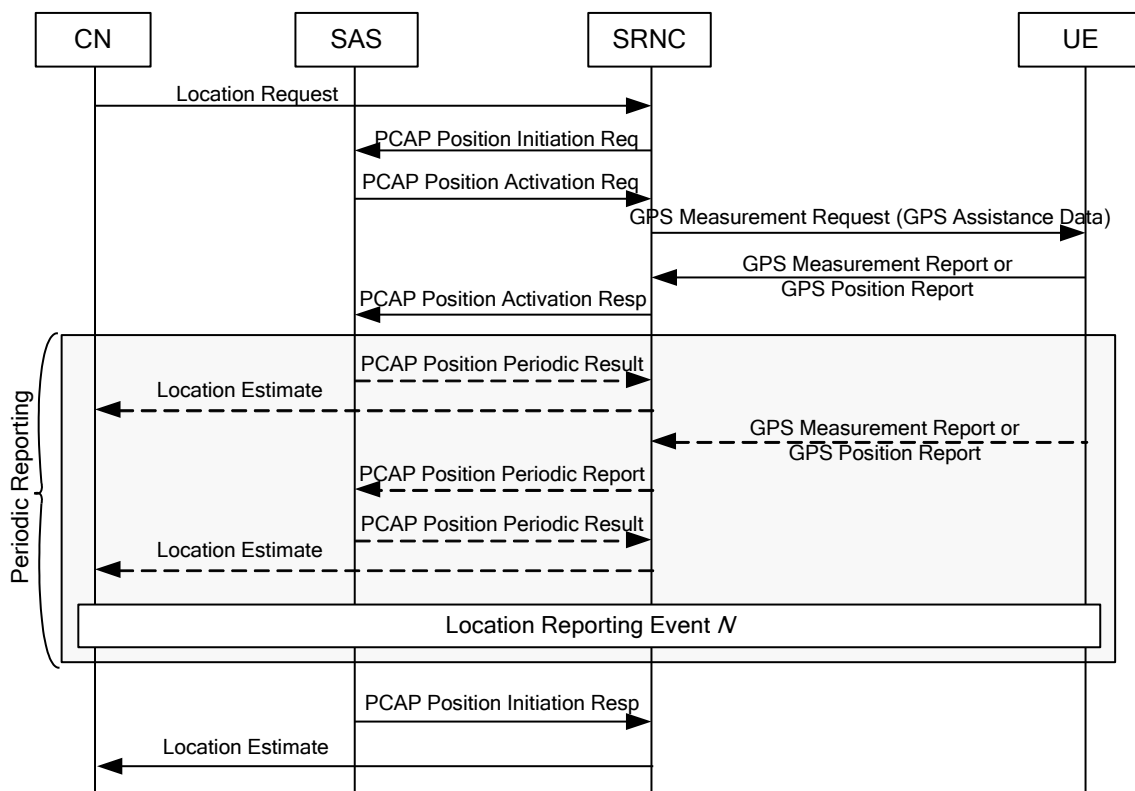 CN SAS SRNC UE
Location Request
PCAP Position Initiation Req
PCAP Position Activation Req
GPS Measurement Request (GPS Assistance Data)
GPS Measurement Report or
GPS Position Report
PCAP Position Activation Resp
Periodic Reporting
PCAP Position Periodic Result
Location Estimate
GPS Measurement Report or
GPS Position Report
PCAP Position Periodic Report
PCAP Position Periodic Result
Location Estimate
Location Reporting Event N
PCAP Position Initiation Resp
Location Estimate